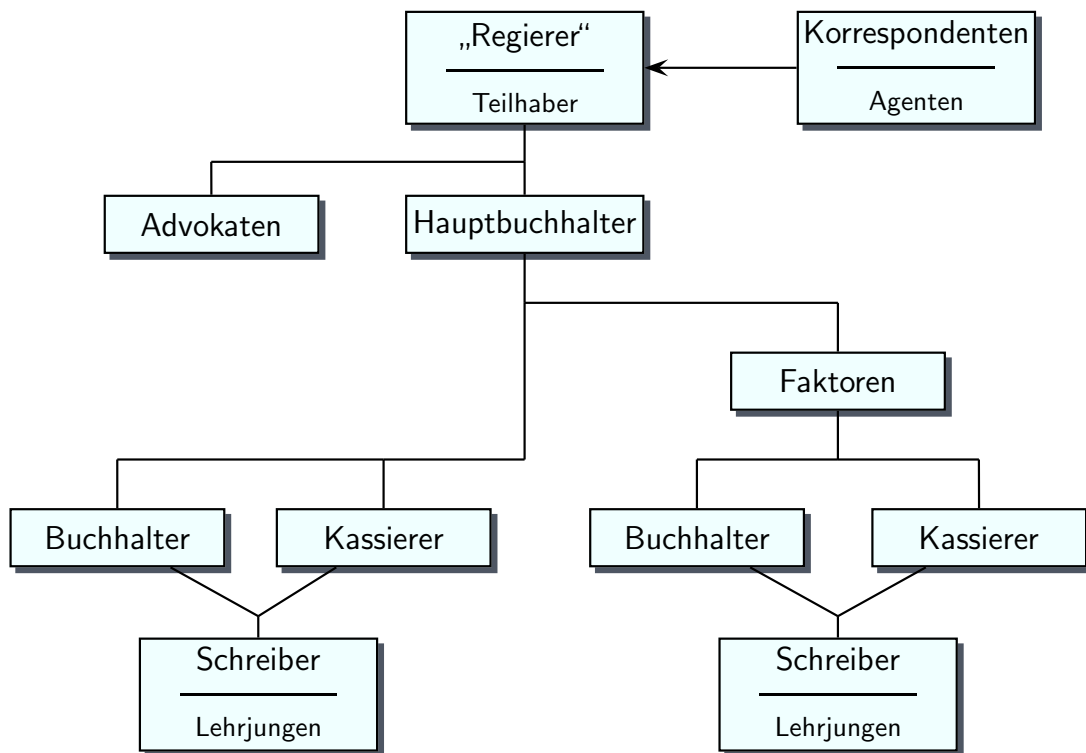 „Regierer“
Teilhaber
Korrespondenten
Agenten
Advokaten
Hauptbuchhalter
Faktoren
Buchhalter
Kassierer
Buchhalter
Kassierer
Schreiber
Lehrjungen
Schreiber
Lehrjungen